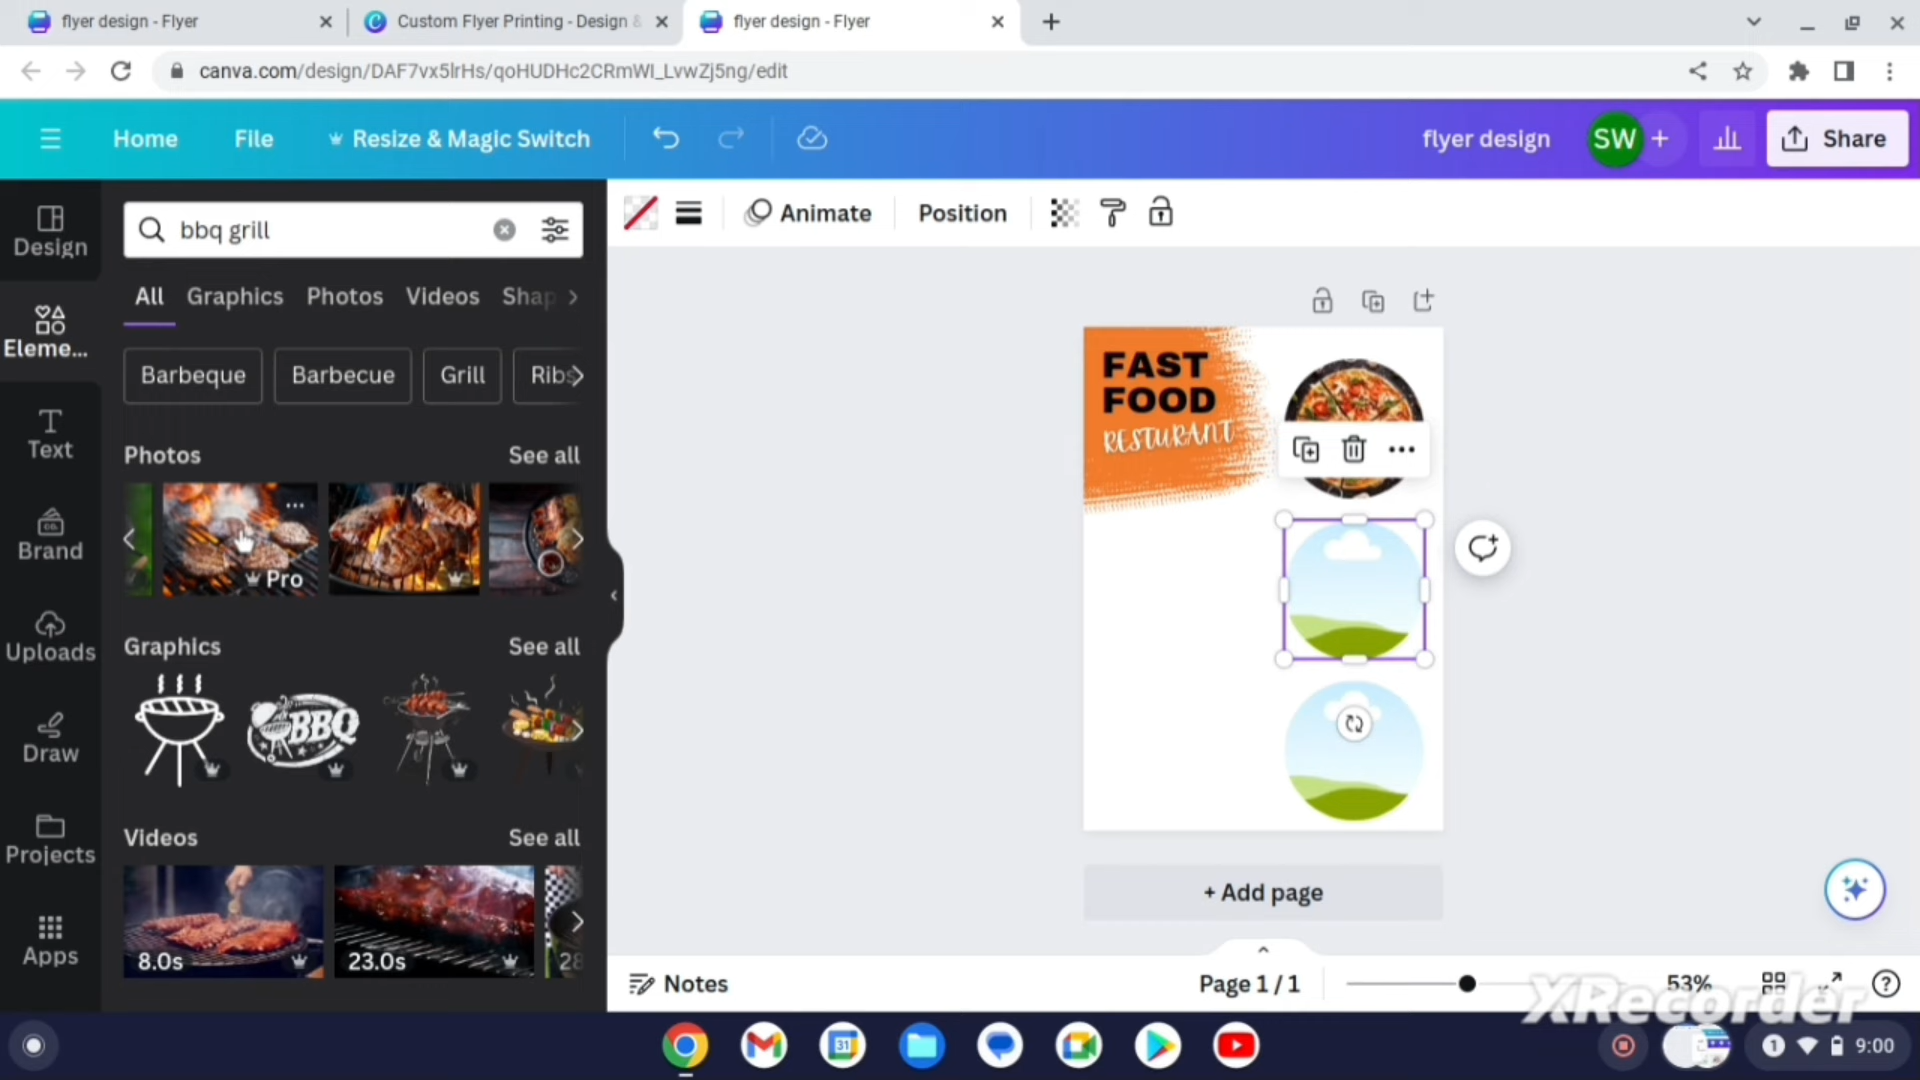 flyer design - Flyer
Custom Flyer Printing - Design &
flyer design - Flyer
canva.com/design/DAF7vx5lrHs/qoHUDHc2CRmWI_LvwZj5ng/edit
Home
File
Resize & Magic Switch
flyer design
SW
Share
Design
bbq grill
Animate
Position
All
Graphics
Photos
Videos
Shap
Eleme...
Barbeque
Barbecue
Grill
Ribs
FAST
FOOD
RESTURANT
Text
Photos
See all
Pro
Brand
Uploads
Graphics
See all
BBQ
Draw
Projects
Videos
See all
8.0s
23.0s
28
Apps
+ Add page
Notes
Page 1 / 1
53%
XRecorder
31
1
9:00